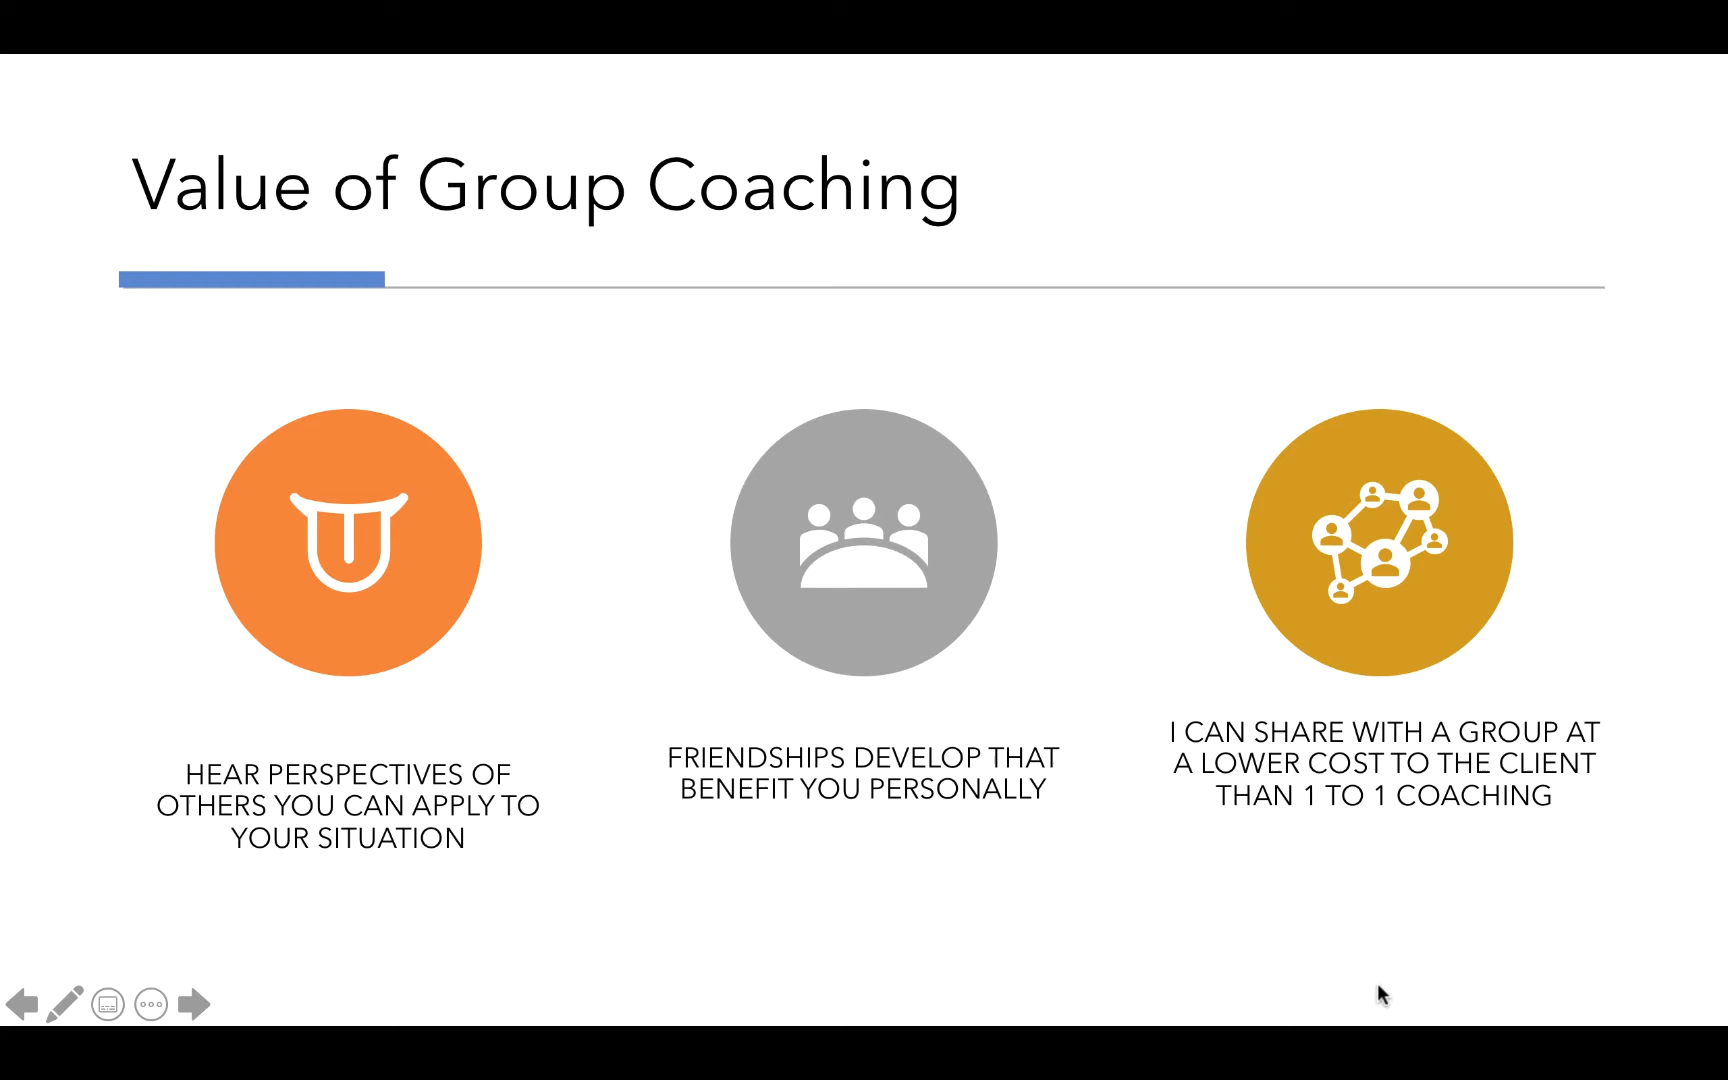 Value of Group Coaching
HEAR PERSPECTIVES OF
OTHERS YOU CAN APPLY TO
YOUR SITUATION
FRIENDSHIPS DEVELOP THAT
BENEFIT YOU PERSONALLY
I CAN SHARE WITH A GROUP AT
A LOWER COST TO THE CLIENT
THAN 1 TO 1 COACHING